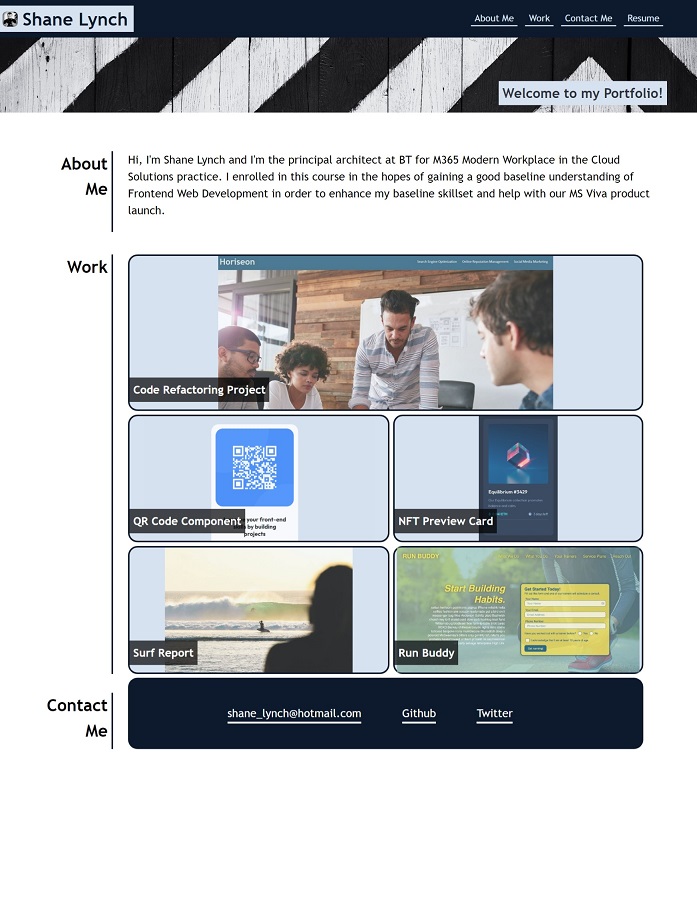 Shane Lynch
About Me
Work
Contact Me
Resume
Welcome to my Portfolio!
About
Me
Hi, I'm Shane Lynch and I'm the principal architect at BT for M365 Modern Workplace in the Cloud
Solutions practice. I enrolled in this course in the hopes of gaining a good baseline understanding of
Frontend Web Development in order to enhance my baseline skillset and help with our MS Viva product
launch.
Work
Horiseon
Search Engine Optimization Online Reputation Management Social Media Marketing
Code Refactoring Project
your front-end
by building
projects
QR Code Component
Equilibrium #3429
NFT Preview Card
Surf Report
RUN BUDDY
Start Building
Habits.
Get Started Today!
Run Buddy
Contact
Me
shane_lynch@hotmail.com
Github
Twitter